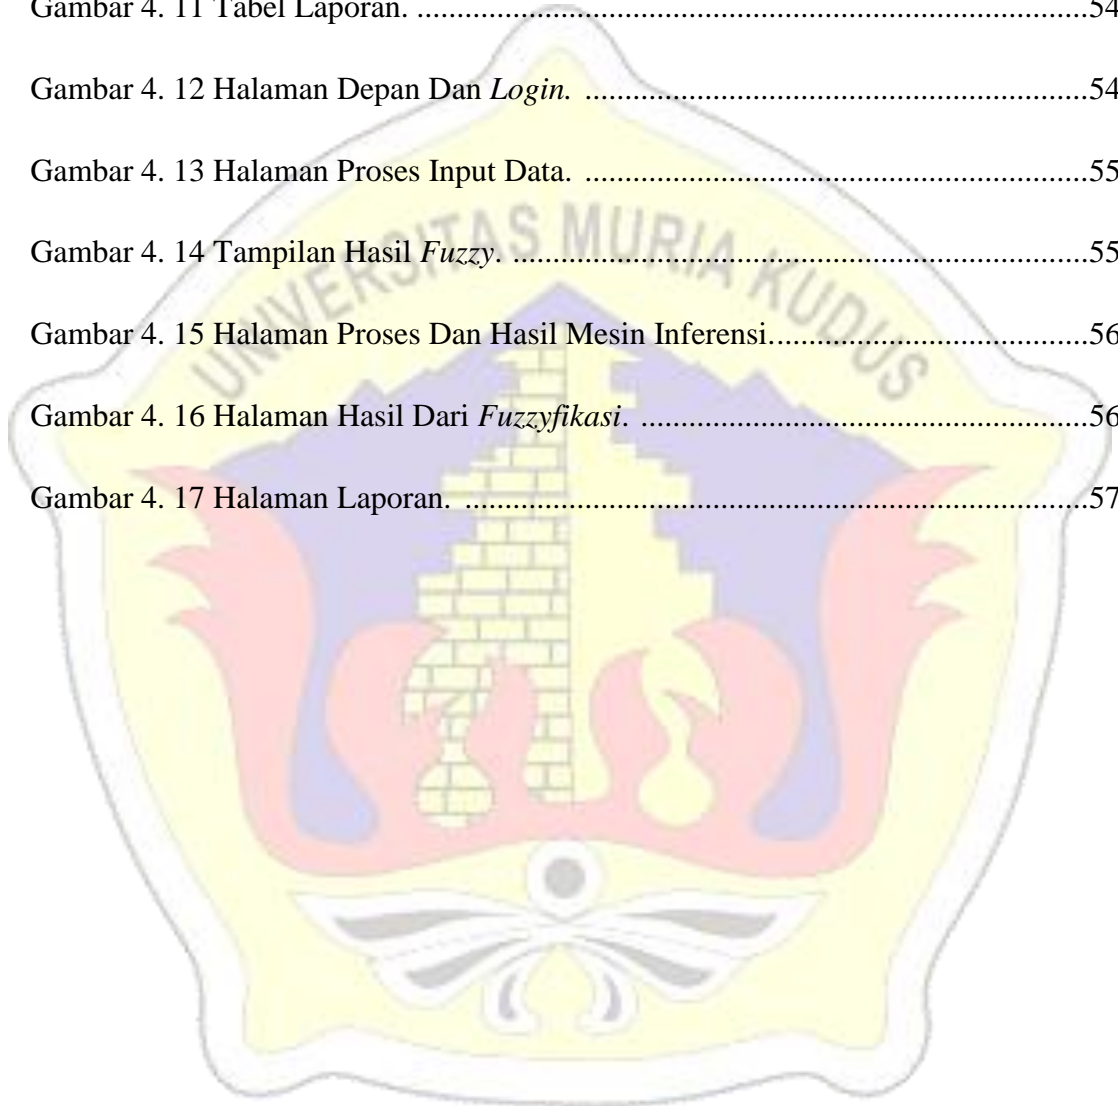 Gambar 4. 11 Tabel Laporan. ....................................................................................54
Gambar 4. 12 Halaman Depan Dan Login. ...............................................................54
Gambar 4. 13 Halaman Proses Input Data. ...............................................................55
Gambar 4. 14 Tampilan Hasil Fuzzy. ........................................................................55
UNIVERSITAS MURIA KUDUS
Gambar 4. 15 Halaman Proses Dan Hasil Mesin Inferensi.......................................56
Gambar 4. 16 Halaman Hasil Dari Fuzzyfikasi. ........................................................56
Gambar 4. 17 Halaman Laporan. ..............................................................................57